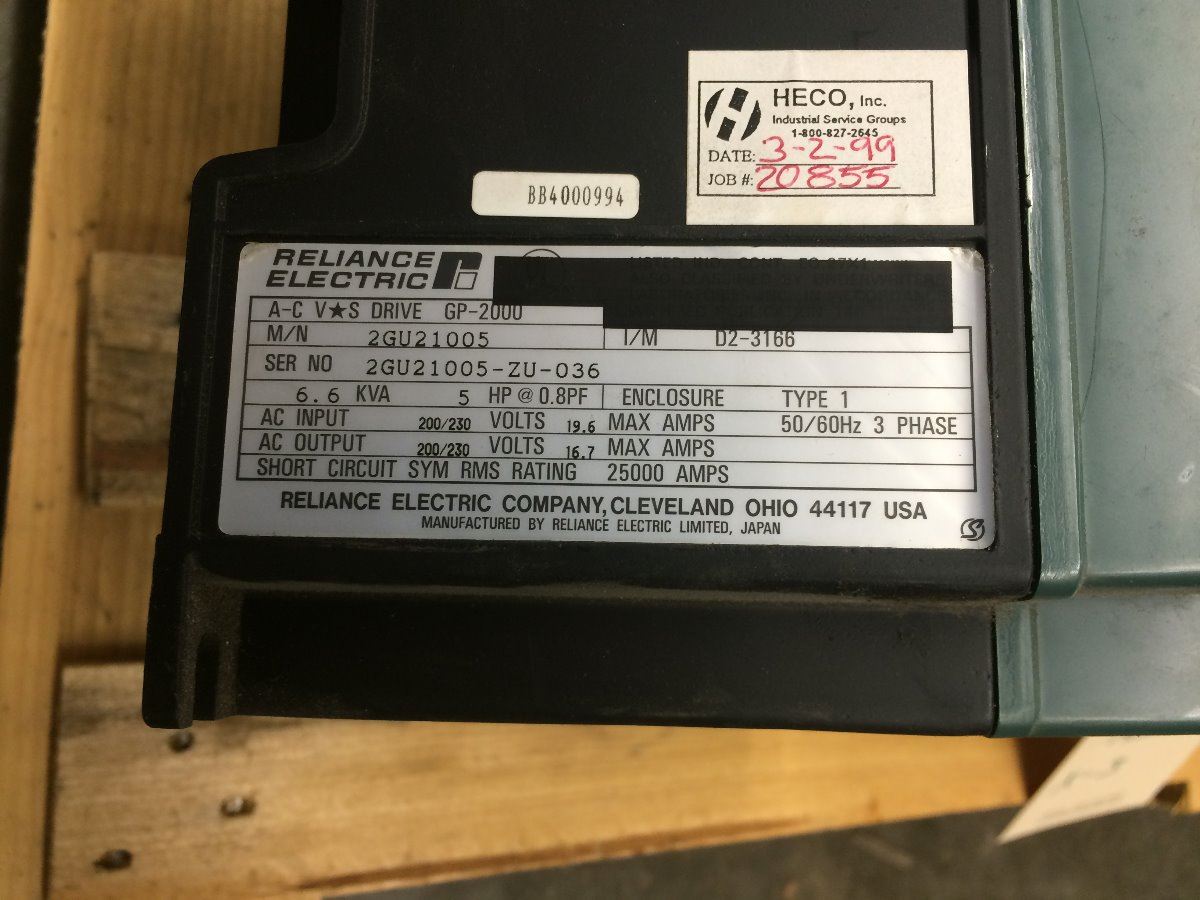 HECO, Inc.
Industrial Service Groups
1-800-827-2645
DATE: 3-2-99
JOB #: 20855
BB4000994
RELIANCE
ELECTRIC
A-C V★S DRIVE GP-2000
M/N 2GU21005 I/M D2-3166
SER NO 2GU21005-ZU-036
6.6 KVA 5 HP @ 0.8PF ENCLOSURE TYPE 1
AC INPUT 200/230 VOLTS 19.6 MAX AMPS 50/60Hz 3 PHASE
AC OUTPUT 200/230 VOLTS 16.7 MAX AMPS
SHORT CIRCUIT SYM RMS RATING 25000 AMPS
RELIANCE ELECTRIC COMPANY, CLEVELAND OHIO 44117 USA
MANUFACTURED BY RELIANCE ELECTRIC LIMITED, JAPAN